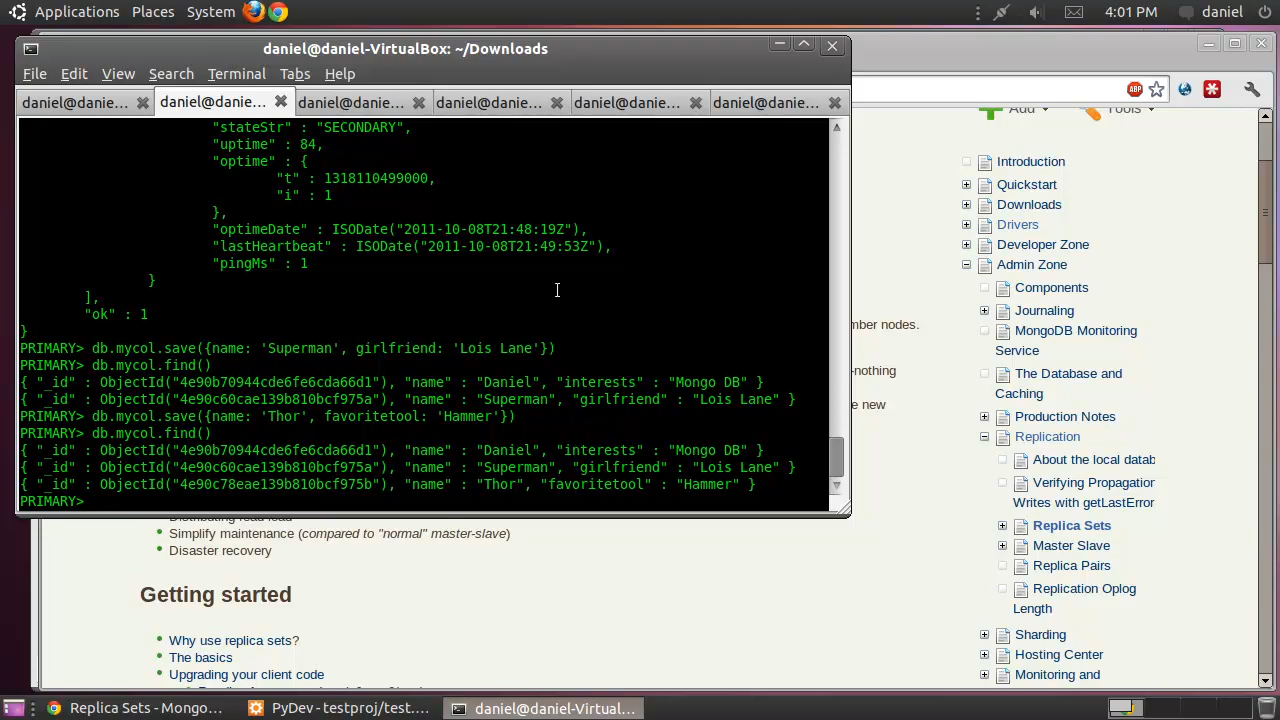 Applications Places System 4:01 PM daniel
daniel@daniel-VirtualBox: ~/Downloads
File Edit View Search Terminal Tabs Help
daniel@danie... daniel@danie... daniel@danie... daniel@danie... daniel@danie... daniel@danie...
"stateStr" : "SECONDARY",
"uptime" : 84,
"optime" : {
"t" : 1318110499000,
"i" : 1
},
"optimeDate" : ISODate("2011-10-08T21:48:19Z"),
"lastHeartbeat" : ISODate("2011-10-08T21:49:53Z"),
"pingMs" : 1
}
],
"ok" : 1
}
PRIMARY> db.mycol.save({name: 'Superman', girlfriend: 'Lois Lane'})
PRIMARY> db.mycol.find()
{ "_id" : ObjectId("4e90b70944cde6fe6cda66d1"), "name" : "Daniel", "interests" : "Mongo DB" }
{ "_id" : ObjectId("4e90c60cae139b810bcf975a"), "name" : "Superman", "girlfriend" : "Lois Lane" }
PRIMARY> db.mycol.save({name: 'Thor', favoritetool: 'Hammer'})
PRIMARY> db.mycol.find()
{ "_id" : ObjectId("4e90b70944cde6fe6cda66d1"), "name" : "Daniel", "interests" : "Mongo DB" }
{ "_id" : ObjectId("4e90c60cae139b810bcf975a"), "name" : "Superman", "girlfriend" : "Lois Lane" }
{ "_id" : ObjectId("4e90c78eae139b810bcf975b"), "name" : "Thor", "favoritetool" : "Hammer" }
PRIMARY>
ABP
Add Tools
mber nodes.
-nothing
e new
Distributing read load
Simplify maintenance (compared to "normal" master-slave)
Disaster recovery
Getting started
Why use replica sets?
The basics
Upgrading your client code
Introduction
Quickstart
Downloads
Drivers
Developer Zone
Admin Zone
Components
Journaling
MongoDB Monitoring
Service
The Database and
Caching
Production Notes
Replication
About the local datab
Verifying Propagation
Writes with getLastError
Replica Sets
Master Slave
Replica Pairs
Replication Oplog
Length
Sharding
Hosting Center
Monitoring and
Replica Sets - Mongo... PyDev - testproj/test.... daniel@daniel-Virtual...